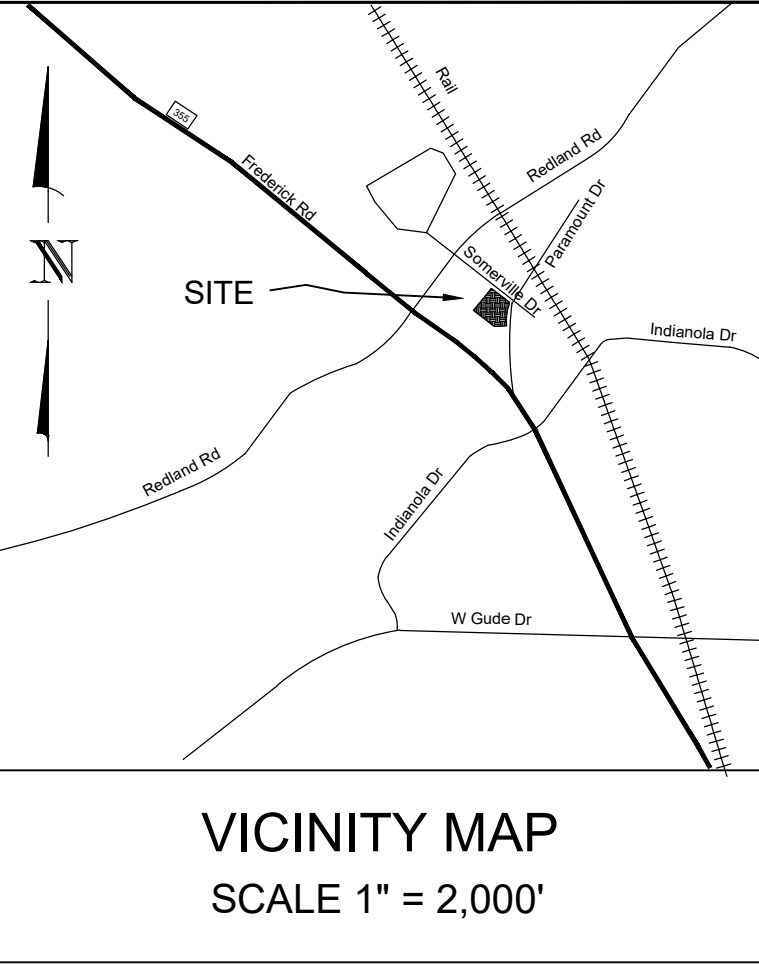 Rail
355
Frederick Rd
Redland Rd
Paramount Dr
Somerville Dr
N
SITE
Indianola Dr
Redland Rd
Indianola Dr
W Gude Dr
VICINITY MAP
SCALE 1" = 2,000'